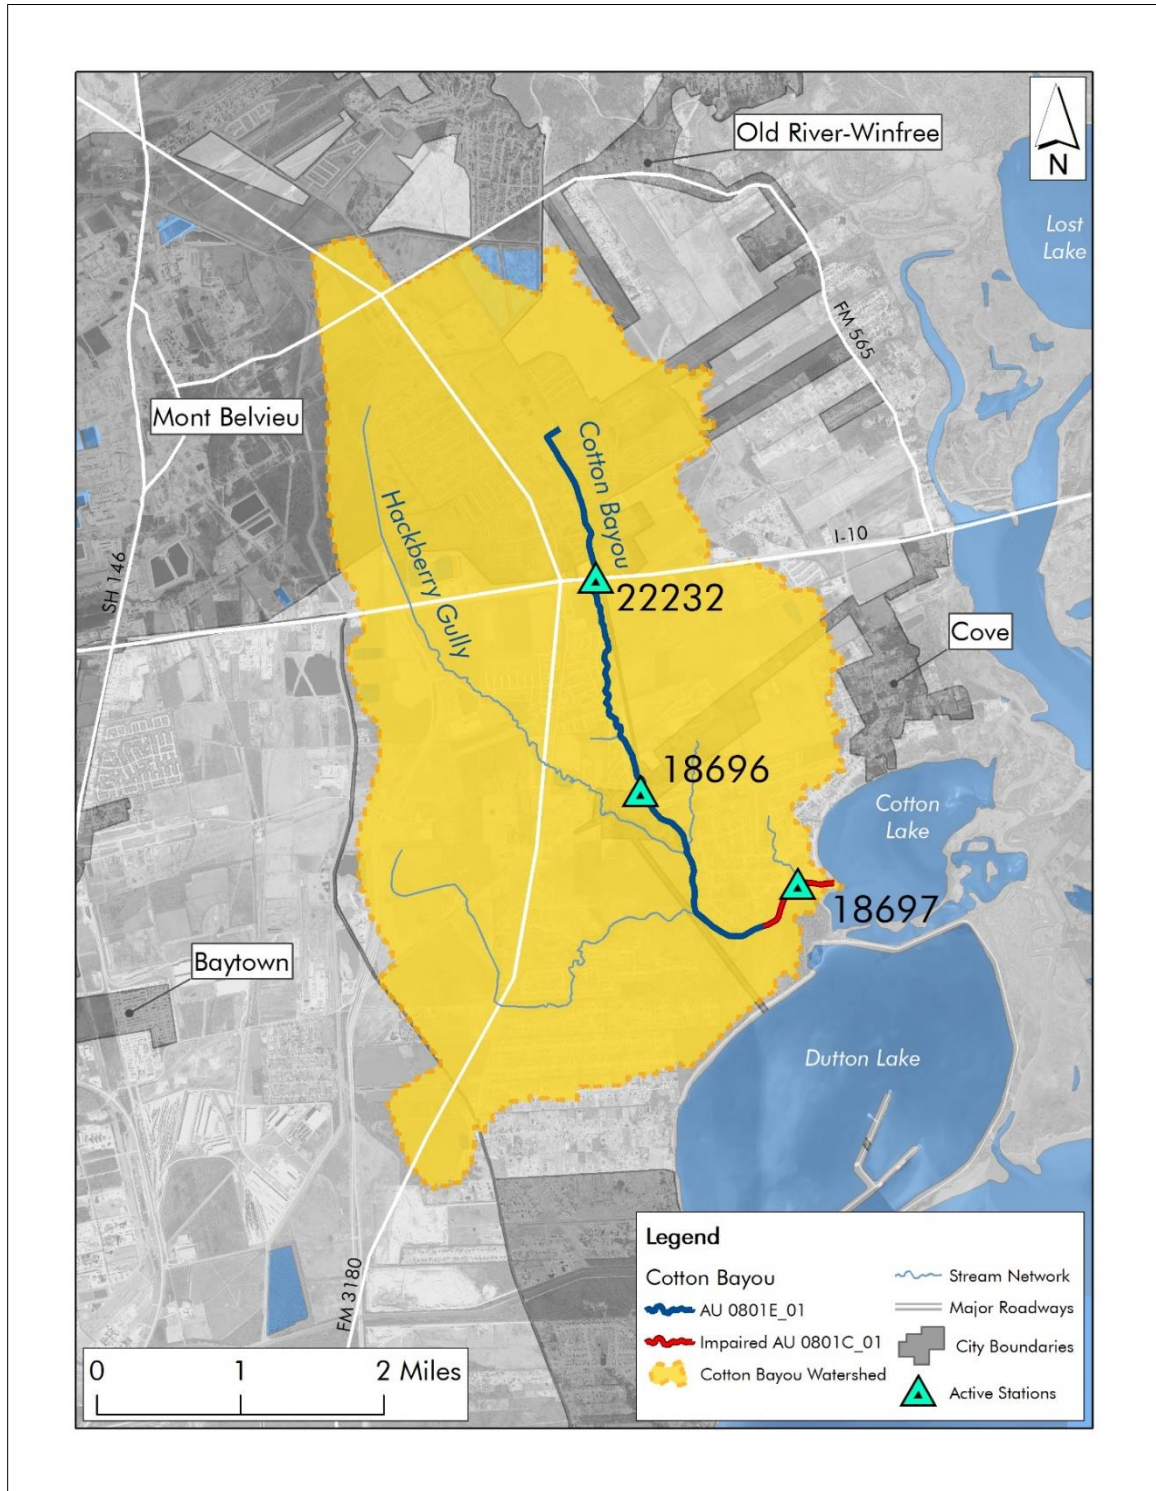 Old River-Winfree
N
Lost
Lake
FM 565
Mont Belvieu
Cotton Bayou
Hackberry Gully
I-10
SH 146
22232
Cove
18696
Cotton
Lake
18697
Baytown
Dutton Lake
FM 3180
Legend
Cotton Bayou
AU 0801E_01
Impaired AU 0801C_01
Cotton Bayou Watershed
Stream Network
Major Roadways
City Boundaries
Active Stations
0 1 2 Miles